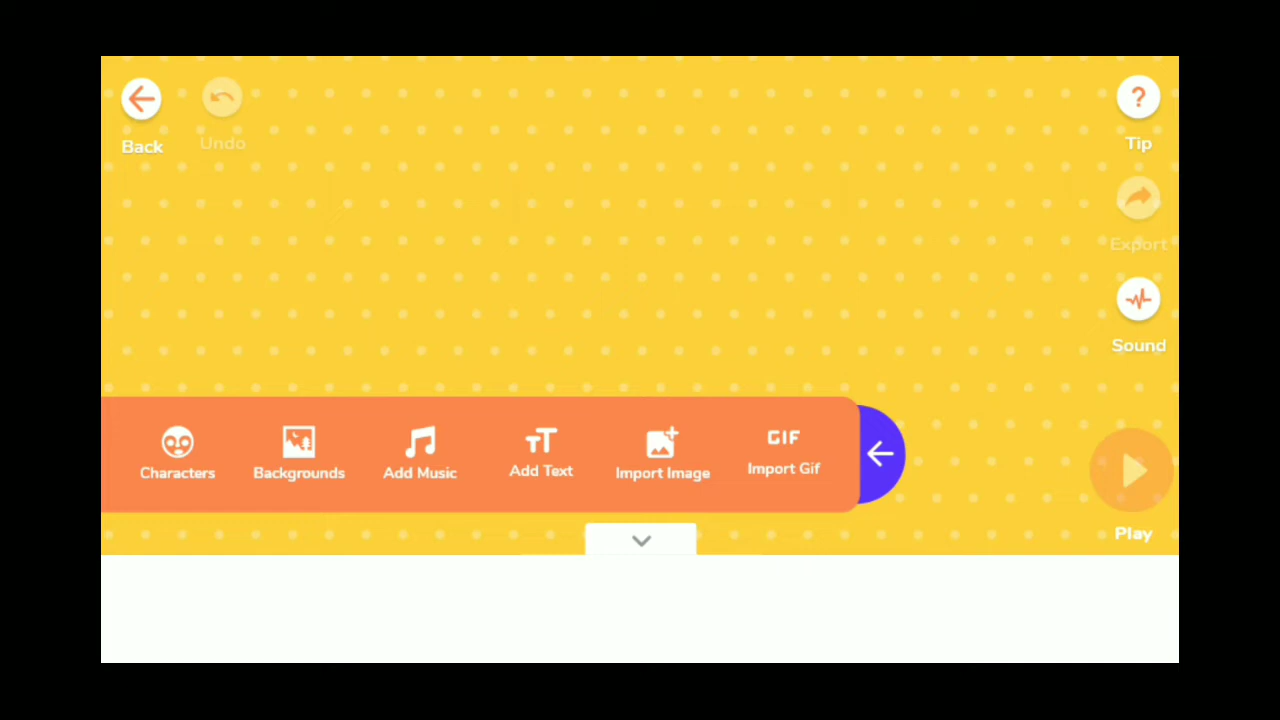 Back
Undo
?
Tip
Export
Sound
GIF
Characters
Backgrounds
Add Music
Add Text
Import Image
Import Gif
Play